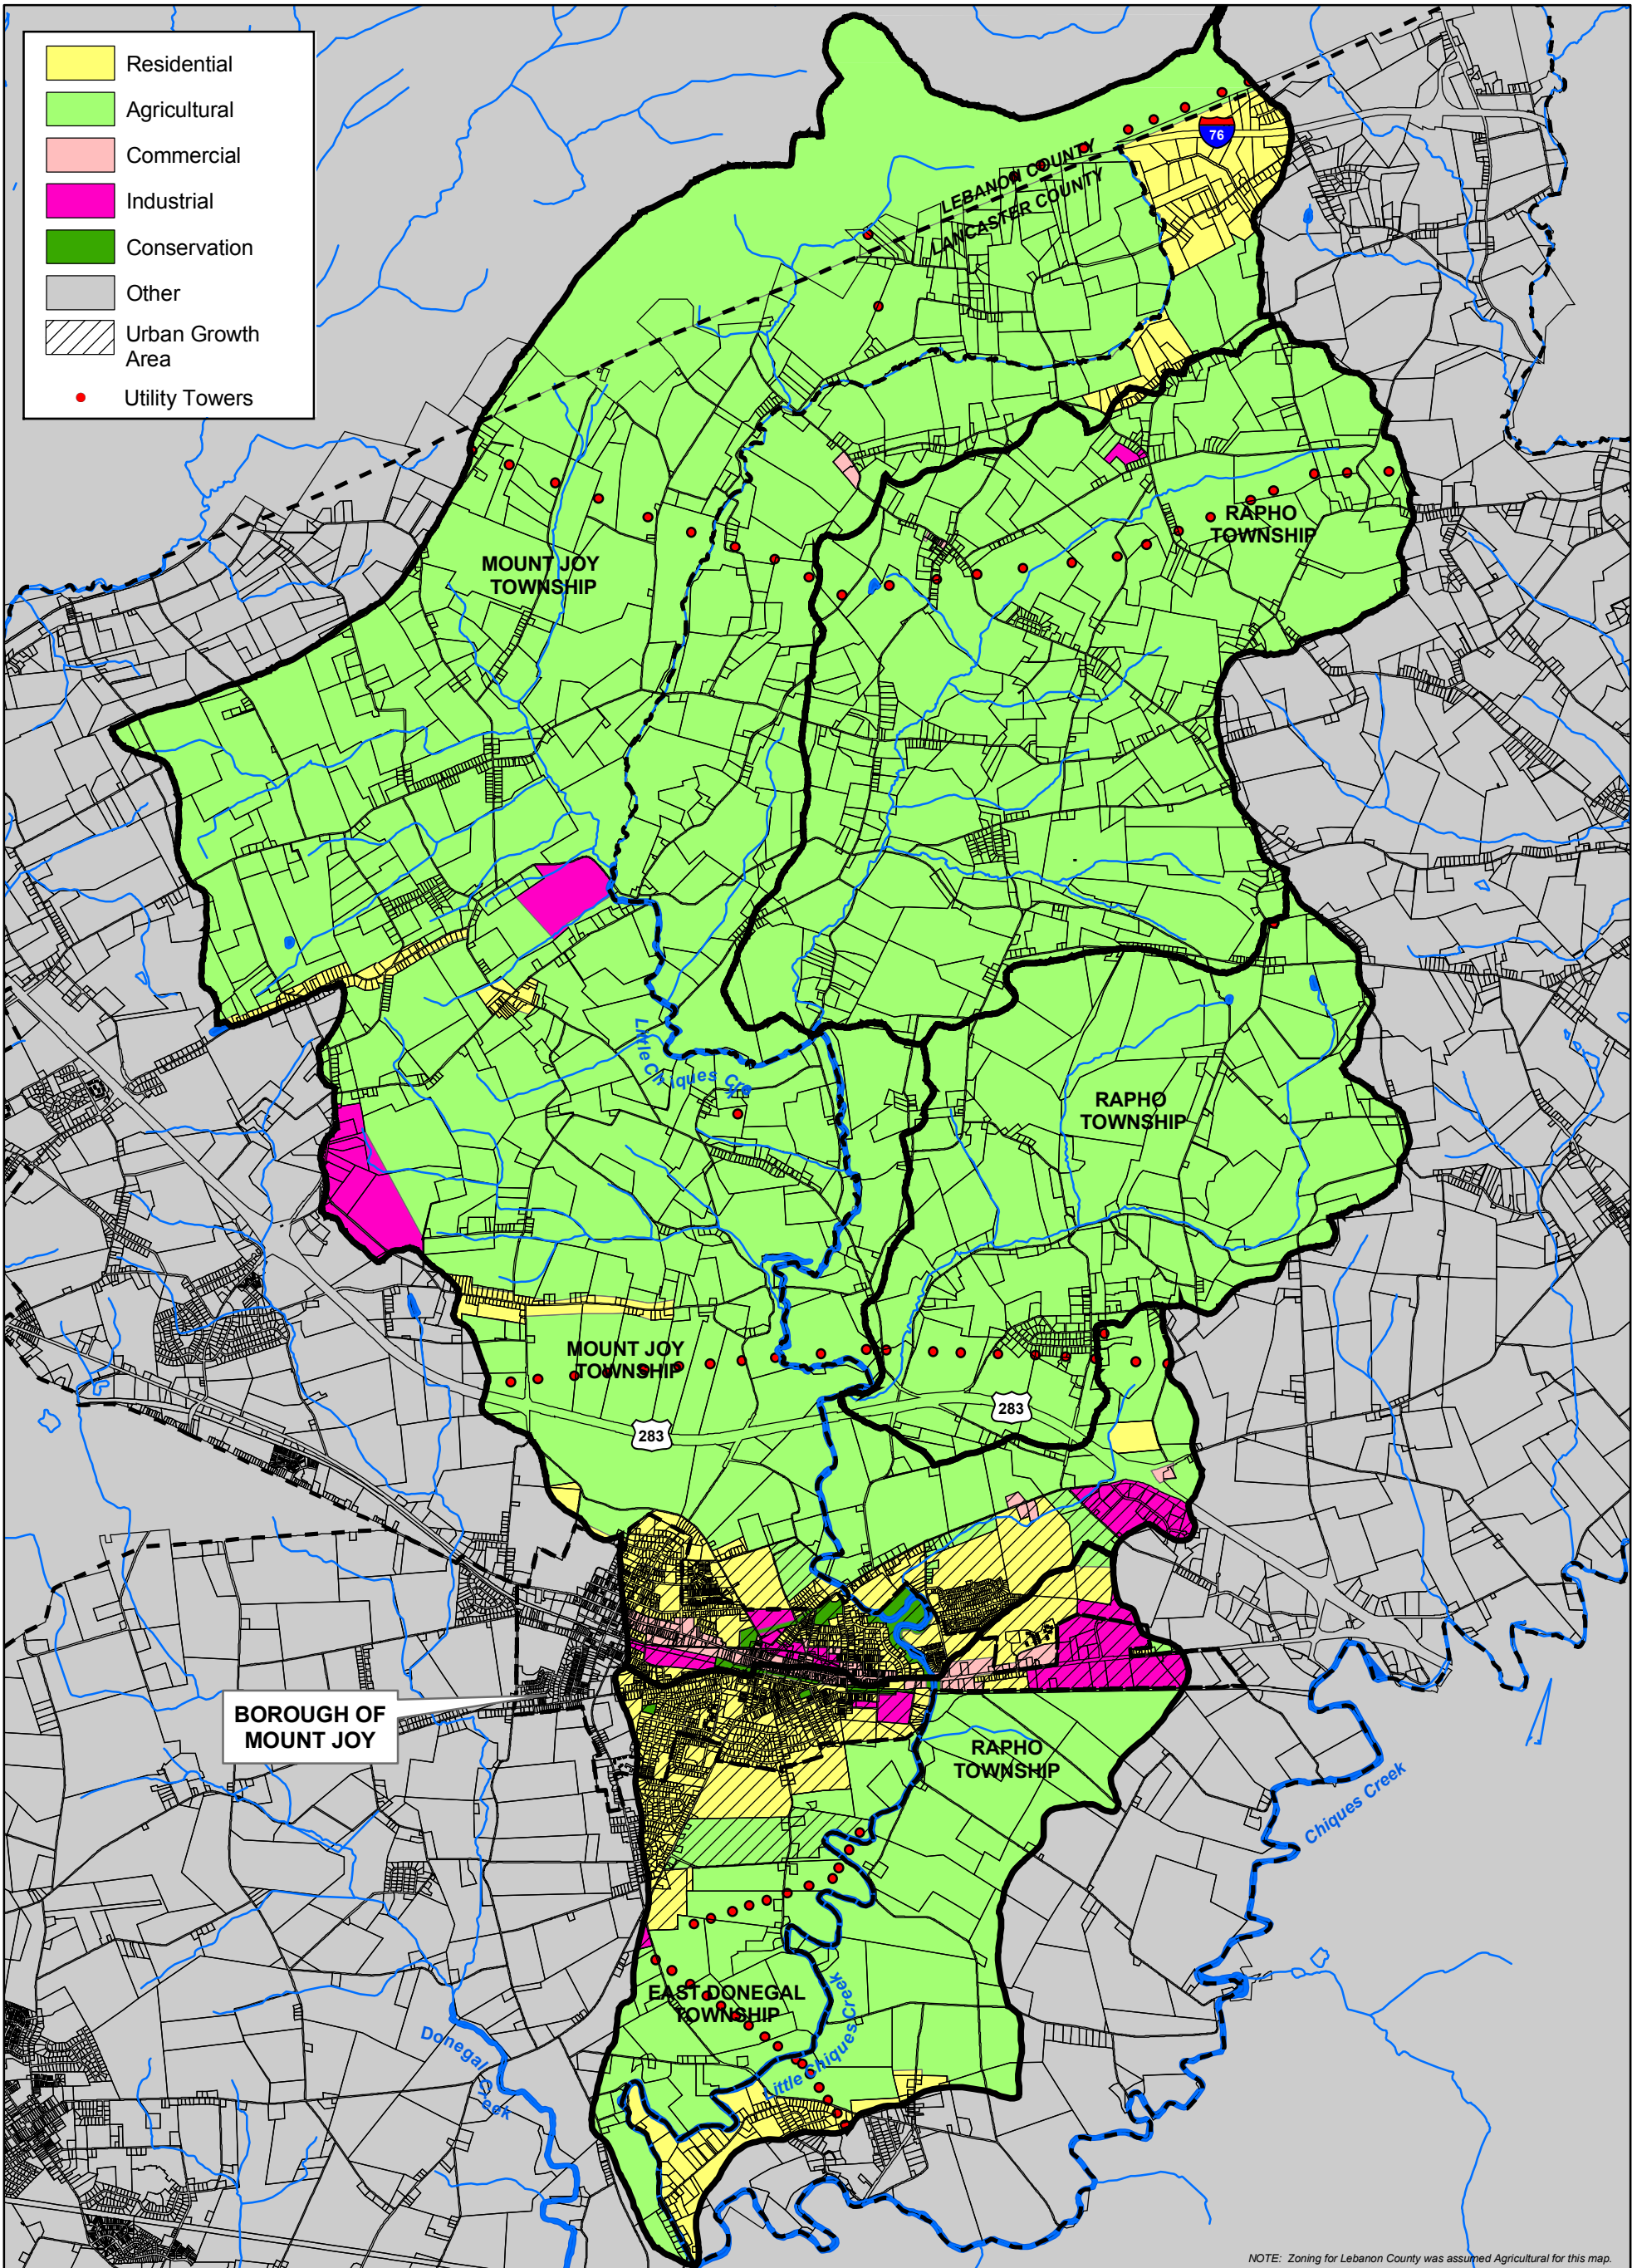 Residential
Agricultural
Commercial
Industrial
Conservation
Other
Urban Growth
Area
Utility Towers
76
LEBANON COUNTY
LANCASTER COUNTY
RAPHO
TOWNSHIP
MOUNT JOY
TOWNSHIP
Little Chiques
RAPHO
TOWNSHIP
MOUNT JOY
TOWNSHIP
283
283
BOROUGH OF
MOUNT JOY
RAPHO
TOWNSHIP
Chiques Creek
EAST DONEGAL
TOWNSHIP
Little Chiques Creek
Donegal
Creek
NOTE: Zoning for Lebanon County was assumed Agricultural for this map.